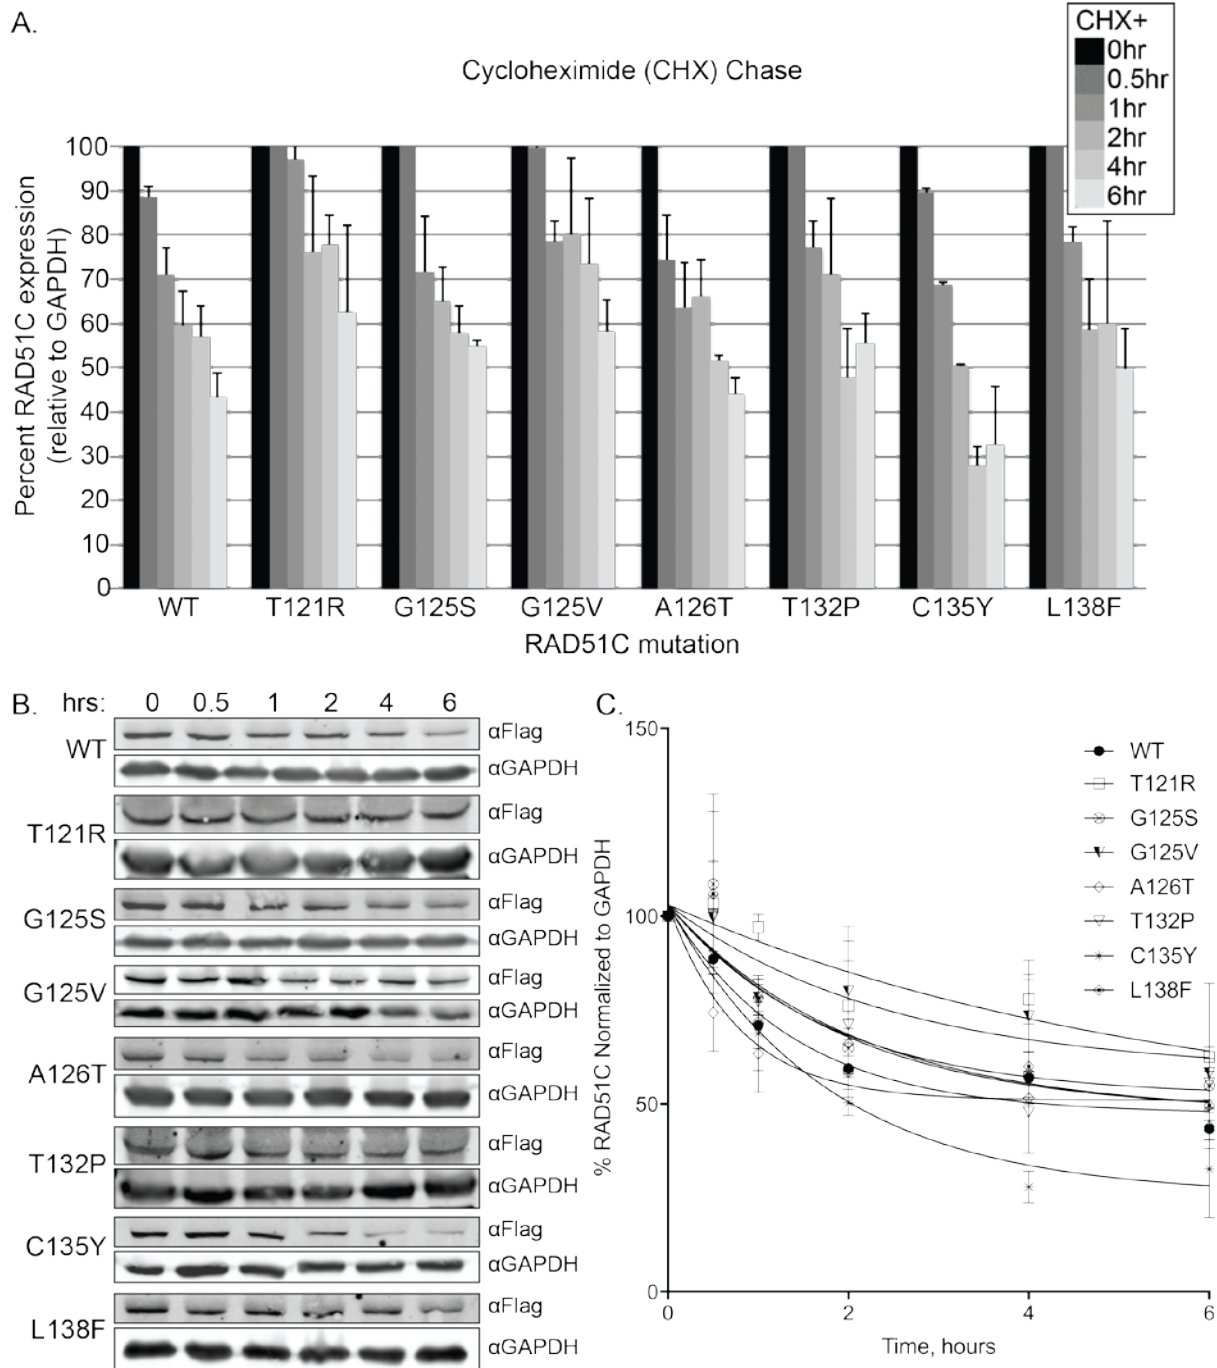 A.
Cycloheximide (CHX) Chase
CHX+
0hr
0.5hr
1hr
2hr
4hr
6hr
Percent RAD51C expression
(relative to GAPDH)
100
90
80
70
60
50
40
30
20
10
0
WT T121R G125S G125V A126T T132P C135Y L138F
RAD51C mutation
B. hrs: 0 0.5 1 2 4 6
WT
αFlag
αGAPDH
T121R
αFlag
αGAPDH
G125S
αFlag
αGAPDH
G125V
αFlag
αGAPDH
A126T
αFlag
αGAPDH
T132P
αFlag
αGAPDH
C135Y
αFlag
αGAPDH
L138F
αFlag
αGAPDH
C.
% RAD51C Normalized to GAPDH
150
100
50
0
0 2 4 6
Time, hours
WT
T121R
G125S
G125V
A126T
T132P
C135Y
L138F